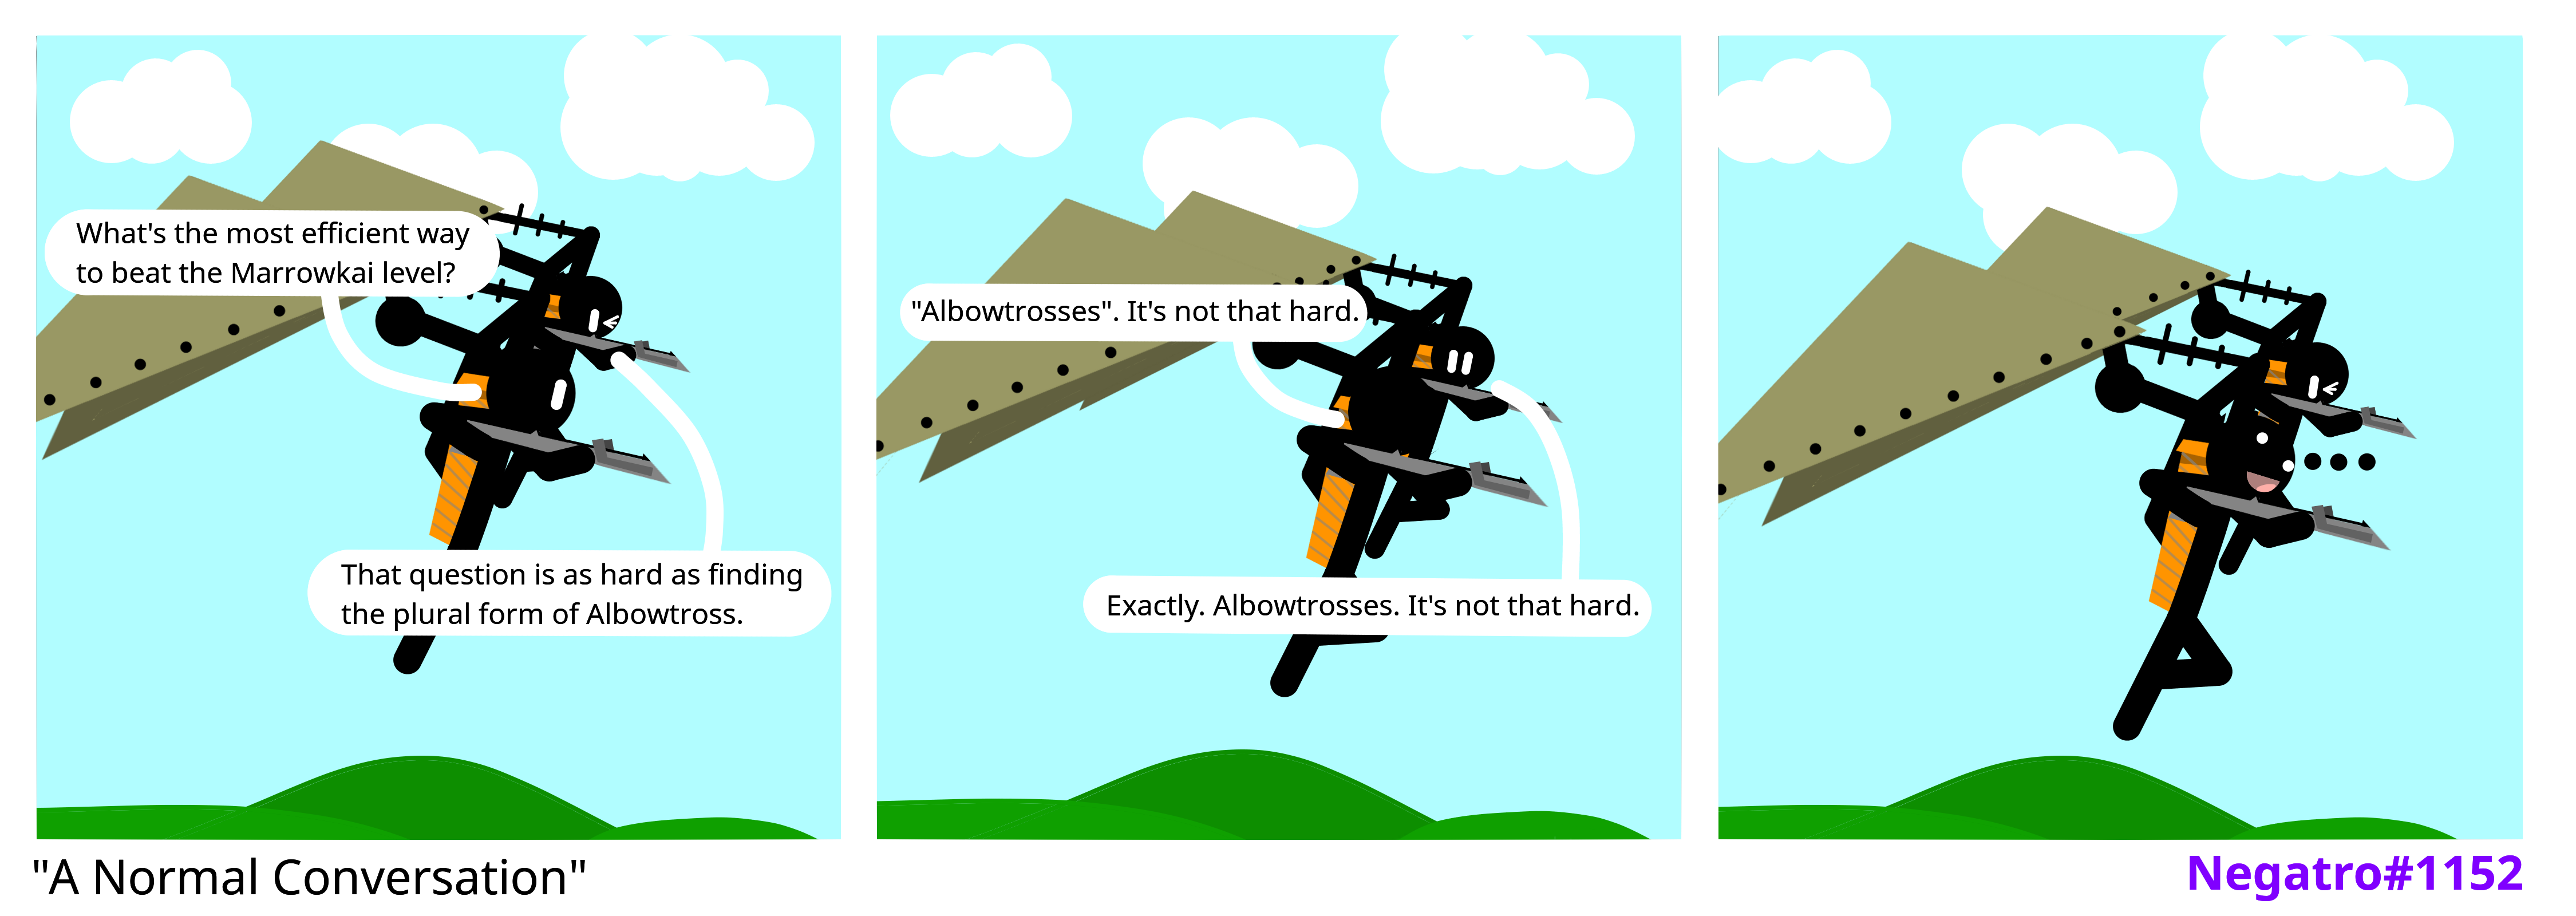 What's the most efficient way
to beat the Marrowkai level?
That question is as hard as finding
the plural form of Albowtross.
"Albowtrosses". It's not that hard.
Exactly. Albowtrosses. It's not that hard.
"A Normal Conversation"
Negatro#1152